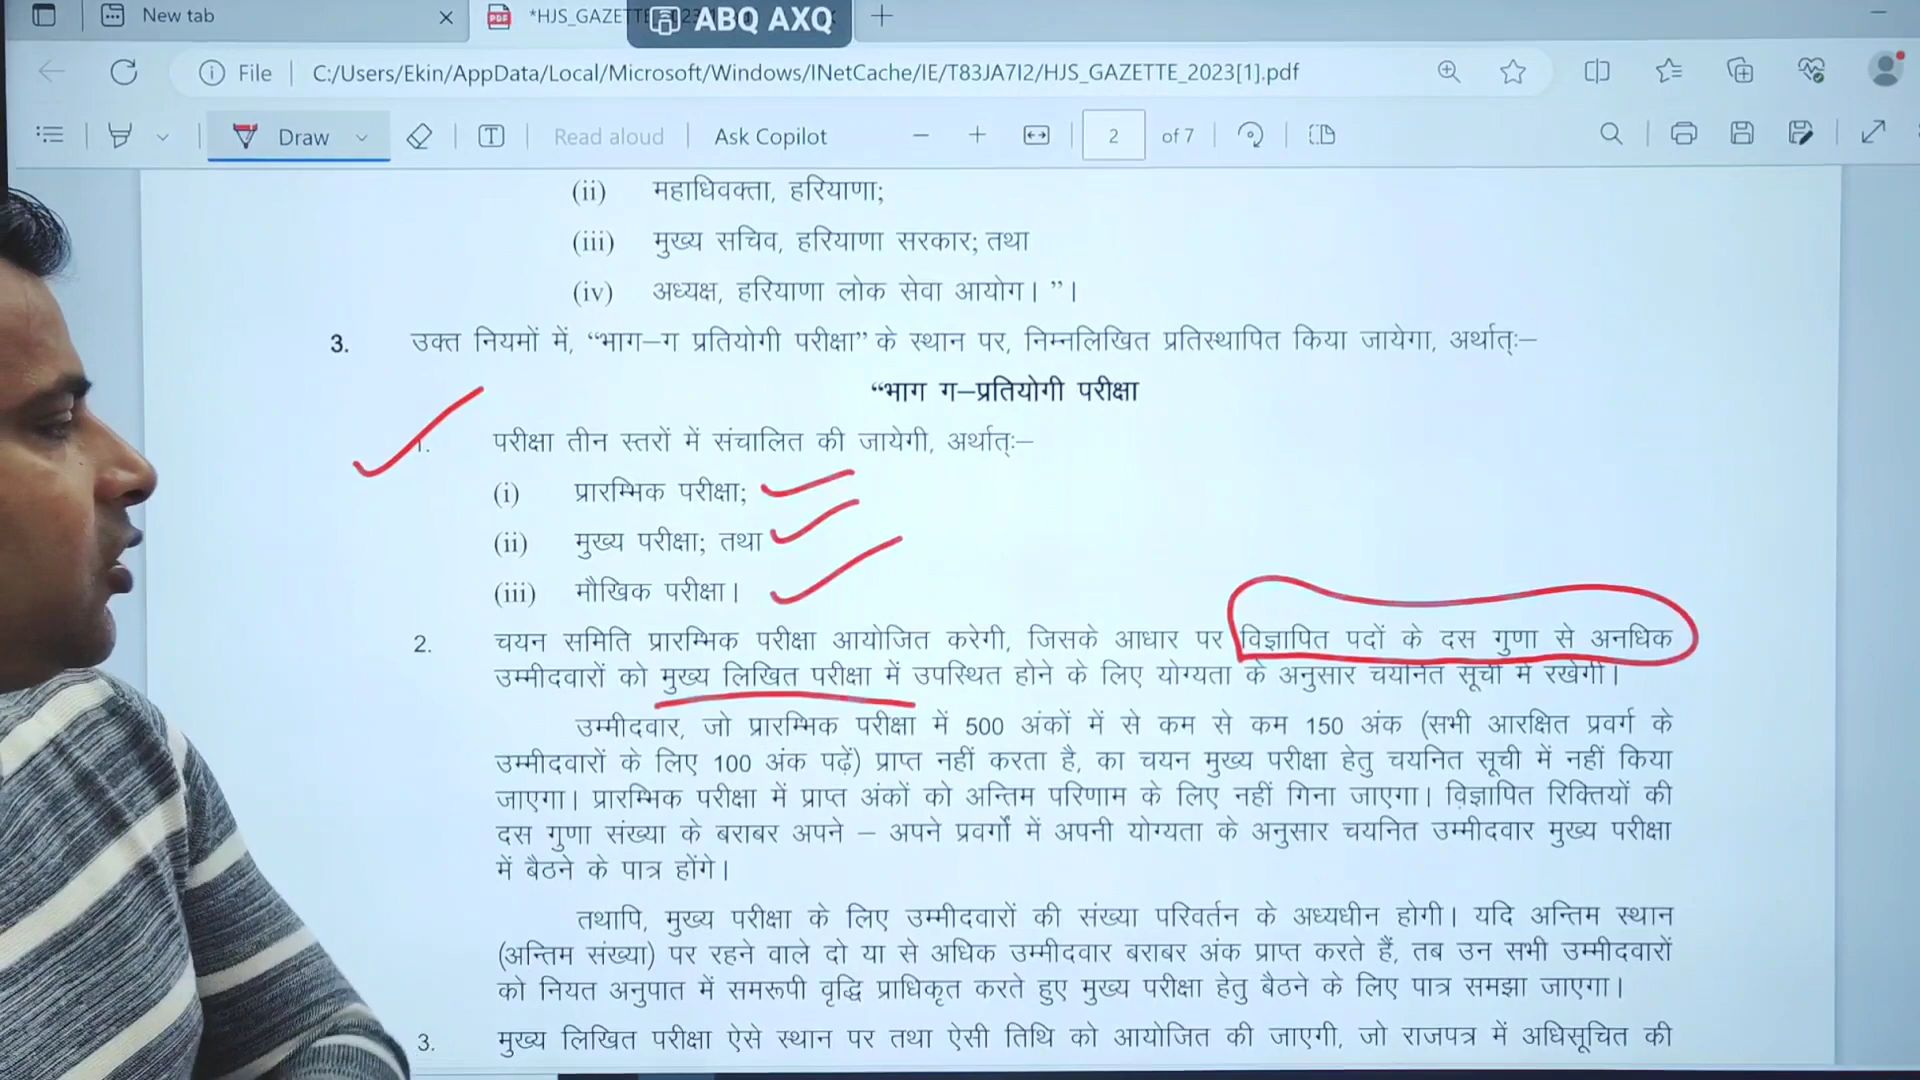 New tab
*HJS_GAZETTE_2023
ABQ AXQ
File
C:/Users/Ekin/AppData/Local/Microsoft/Windows/INetCache/IE/T83JA7I2/HJS_GAZETTE_2023[1].pdf
Draw
Read aloud
Ask Copilot
2 of 7
(ii) महाधिवक्ता, हरियाणा;
(iii) मुख्य सचिव, हरियाणा सरकार; तथा
(iv) अध्यक्ष, हरियाणा लोक सेवा आयोग। ”।
3. उक्त नियमों में, “भाग–ग प्रतियोगी परीक्षा” के स्थान पर, निम्नलिखित प्रतिस्थापित किया जायेगा, अर्थात्ः–
“भाग ग–प्रतियोगी परीक्षा
1. परीक्षा तीन स्तरों में संचालित की जायेगी, अर्थात्ः–
(i) प्रारम्भिक परीक्षा;
(ii) मुख्य परीक्षा; तथा
(iii) मौखिक परीक्षा।
2. चयन समिति प्रारम्भिक परीक्षा आयोजित करेगी, जिसके आधार पर विज्ञापित पदों के दस गुणा से अनधिक
उम्मीदवारों को मुख्य लिखित परीक्षा में उपस्थित होने के लिए योग्यता के अनुसार चयनित सूची में रखेगी।
उम्मीदवार, जो प्रारम्भिक परीक्षा में 500 अंकों में से कम से कम 150 अंक (सभी आरक्षित प्रवर्ग के
उम्मीदवारों के लिए 100 अंक पढ़ें) प्राप्त नहीं करता है, का चयन मुख्य परीक्षा हेतु चयनित सूची में नहीं किया
जाएगा। प्रारम्भिक परीक्षा में प्राप्त अंकों को अन्तिम परिणाम के लिए नहीं गिना जाएगा। विज्ञापित रिक्तियों की
दस गुणा संख्या के बराबर अपने – अपने प्रवर्गों में अपनी योग्यता के अनुसार चयनित उम्मीदवार मुख्य परीक्षा
में बैठने के पात्र होंगे।
तथापि, मुख्य परीक्षा के लिए उम्मीदवारों की संख्या परिवर्तन के अध्यधीन होगी। यदि अन्तिम स्थान
(अन्तिम संख्या) पर रहने वाले दो या से अधिक उम्मीदवार बराबर अंक प्राप्त करते हैं, तब उन सभी उम्मीदवारों
को नियत अनुपात में समरूपी वृद्धि प्राधिकृत करते हुए मुख्य परीक्षा हेतु बैठने के लिए पात्र समझा जाएगा।
3. मुख्य लिखित परीक्षा ऐसे स्थान पर तथा ऐसी तिथि को आयोजित की जाएगी, जो राजपत्र में अधिसूचित की